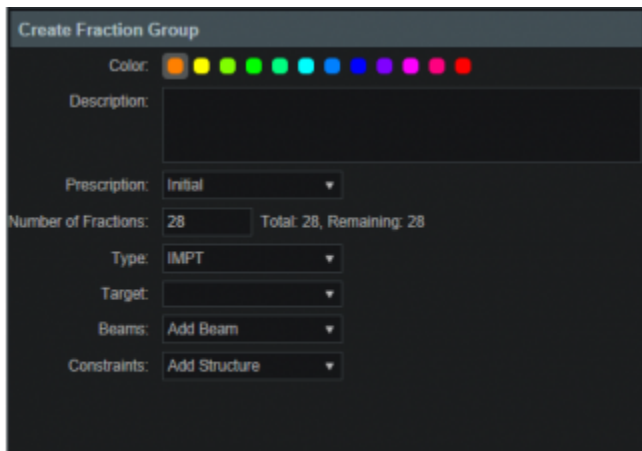 Create Fraction Group
Color:
Description:
Prescription: Initial
Number of Fractions: 28 Total: 28, Remaining: 28
Type: IMPT
Target:
Beams: Add Beam
Constraints: Add Structure